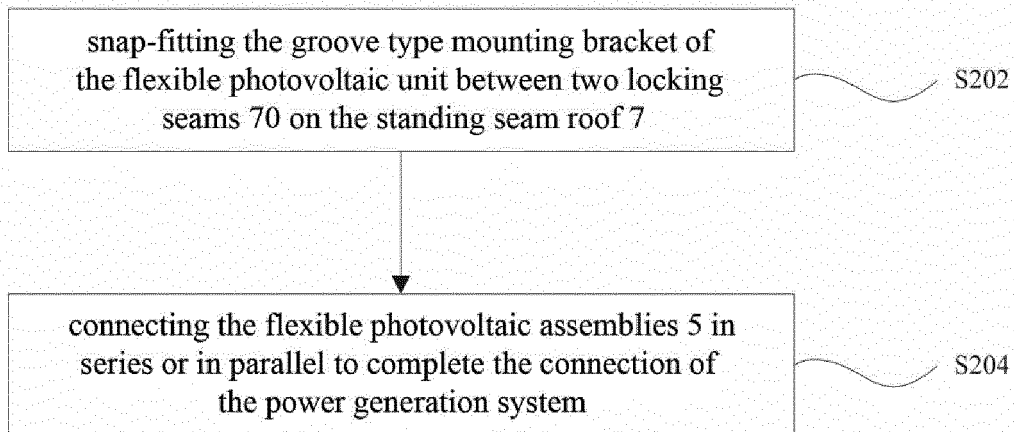 snap-fitting the groove type mounting bracket of
the flexible photovoltaic unit between two locking
seams 70 on the standing seam roof 7
S202
connecting the flexible photovoltaic assemblies 5 in
series or in parallel to complete the connection of
the power generation system
S204